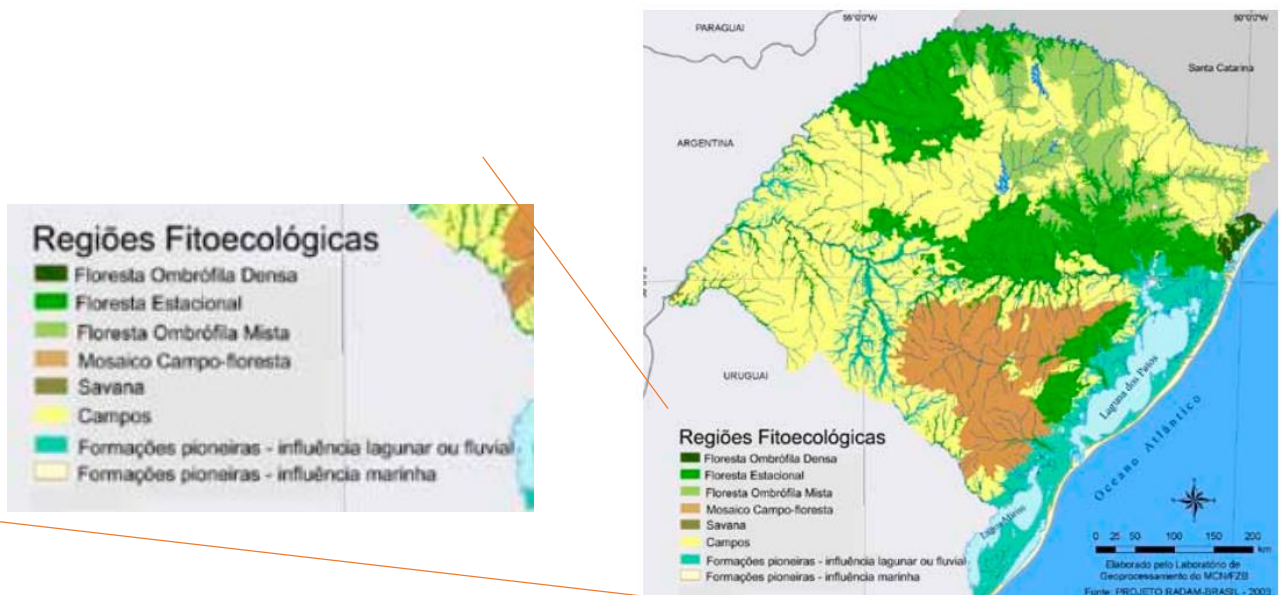 Regiões Fitoecológicas
Floresta Ombrófila Densa
Floresta Estacional
Floresta Ombrófila Mista
Mosaico Campo-floresta
Savana
Campos
Formações pioneiras - influência lagunar ou fluvial
Formações pioneiras - influência marinha
55°0'0"W
50°0'0"W
PARAGUAI
Santa Catarina
ARGENTINA
URUGUAI
Laguna dos Patos
Oceano Atlântico
Regiões Fitoecológicas
Floresta Ombrófila Densa
Floresta Estacional
Floresta Ombrófila Mista
Mosaico Campo-floresta
Savana
Campos
Formações pioneiras - influência lagunar ou fluvial
Formações pioneiras - influência marinha
Lagoa Mirim
0 25 50 100 150 200
km
Elaborado pelo Laboratório de
Geoprocessamento do MCN/FZB
Fonte: PROJETO RADAM-BRASIL - 2003